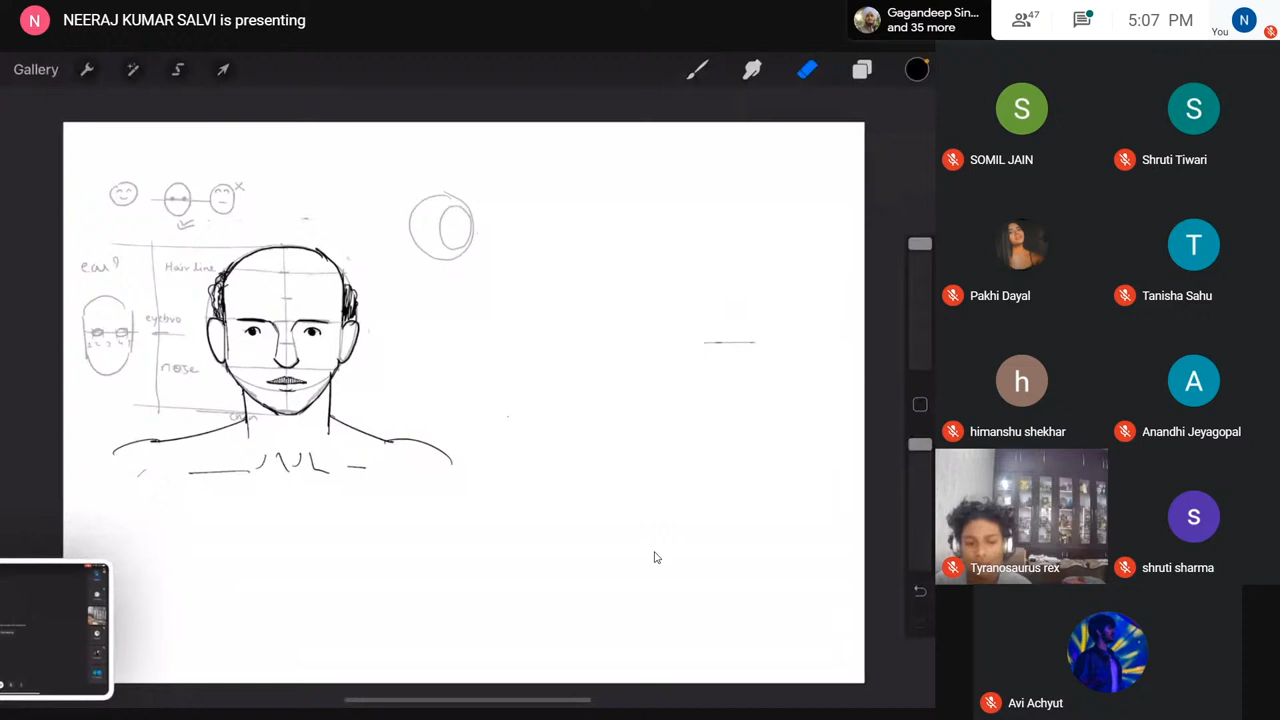 N NEERAJ KUMAR SALVI is presenting
Gagandeep Sin...
and 35 more
47
5:07 PM
You
N
Gallery
ear?
Hair line
eyebro
nose
chin
S
SOMIL JAIN
S
Shruti Tiwari
Pakhi Dayal
T
Tanisha Sahu
h
himanshu shekhar
A
Anandhi Jeyagopal
Tyranosaurus rex
s
shruti sharma
Avi Achyut